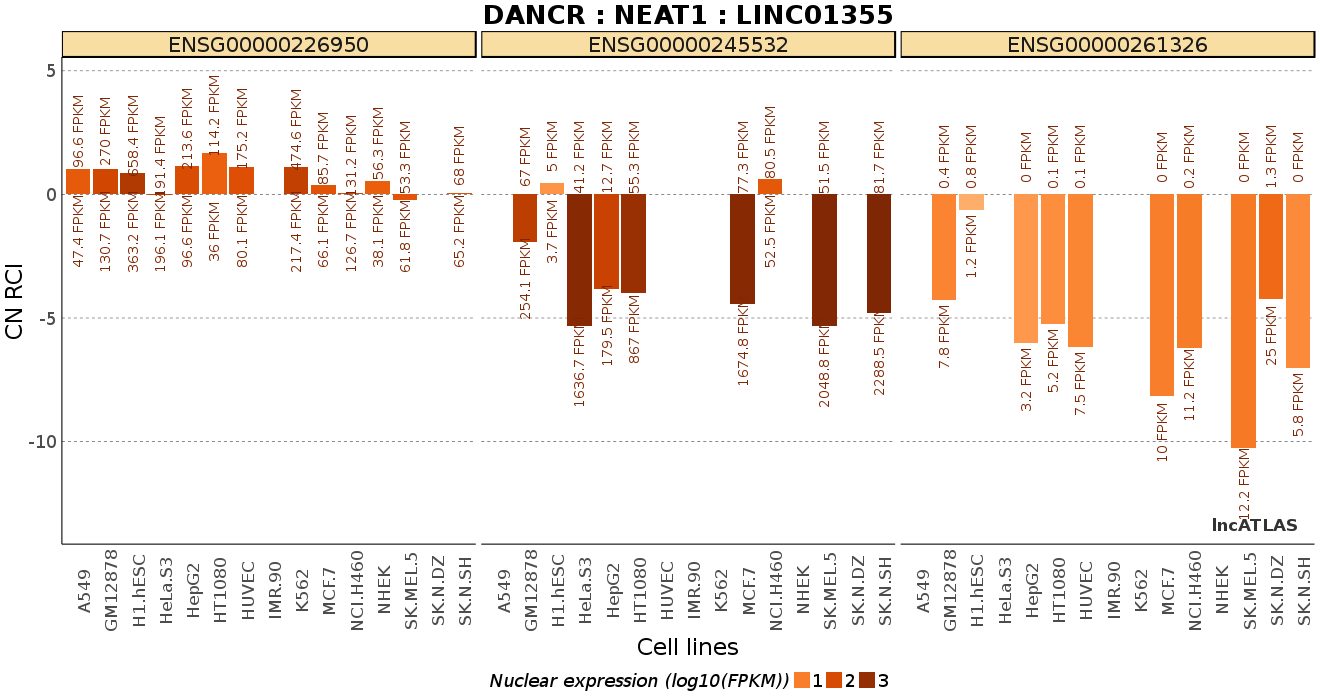 DANCR : NEAT1 : LINC01355
ENSG00000226950 ENSG00000245532 ENSG00000261326
CN RCI
5
0
-5
-10
96.6 FPKM
270 FPKM
658.4 FPKM
191.4 FPKM
213.6 FPKM
114.2 FPKM
175.2 FPKM
474.6 FPKM
85.7 FPKM
131.2 FPKM
56.3 FPKM
53.3 FPKM
68 FPKM
47.4 FPKM
130.7 FPKM
363.2 FPKM
196.1 FPKM
96.6 FPKM
36 FPKM
80.1 FPKM
217.4 FPKM
66.1 FPKM
126.7 FPKM
38.1 FPKM
61.8 FPKM
65.2 FPKM
67 FPKM
5 FPKM
41.2 FPKM
12.7 FPKM
55.3 FPKM
77.3 FPKM
80.5 FPKM
51.5 FPKM
81.7 FPKM
254.1 FPKM
3.7 FPKM
1636.7 FPKM
179.5 FPKM
867 FPKM
1674.8 FPKM
52.5 FPKM
2048.8 FPKM
2288.5 FPKM
0.4 FPKM
0.8 FPKM
0 FPKM
0.1 FPKM
0.1 FPKM
0 FPKM
0.2 FPKM
0 FPKM
1.3 FPKM
0 FPKM
7.8 FPKM
1.2 FPKM
3.2 FPKM
5.2 FPKM
7.5 FPKM
10 FPKM
11.2 FPKM
12.2 FPKM
25 FPKM
5.8 FPKM
lncATLAS
A549
GM12878
H1.hESC
HeLa.S3
HepG2
HT1080
HUVEC
IMR.90
K562
MCF.7
NCI.H460
NHEK
SK.MEL.5
SK.N.DZ
SK.N.SH
A549
GM12878
H1.hESC
HeLa.S3
HepG2
HT1080
HUVEC
IMR.90
K562
MCF.7
NCI.H460
NHEK
SK.MEL.5
SK.N.DZ
SK.N.SH
A549
GM12878
H1.hESC
HeLa.S3
HepG2
HT1080
HUVEC
IMR.90
K562
MCF.7
NCI.H460
NHEK
SK.MEL.5
SK.N.DZ
SK.N.SH
Cell lines
Nuclear expression (log10(FPKM)) 1 2 3